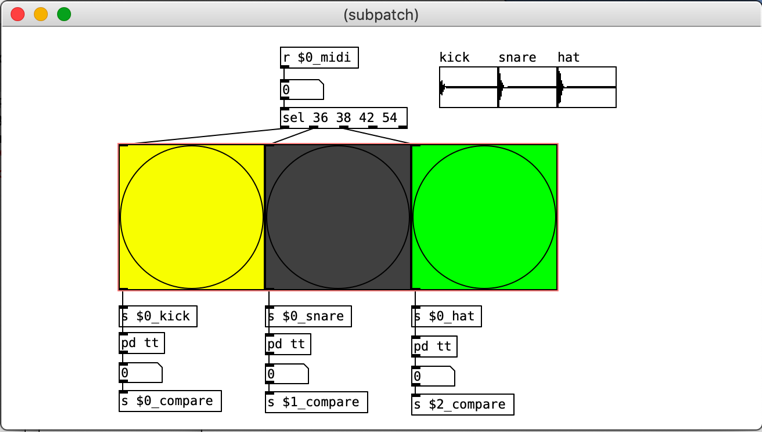 (subpatch)
r $0_midi
kick snare hat
0
sel 36 38 42 54
s $0_kick s $0_snare s $0_hat
pd tt pd tt pd tt
0 0 0
s $0_compare s $1_compare s $2_compare